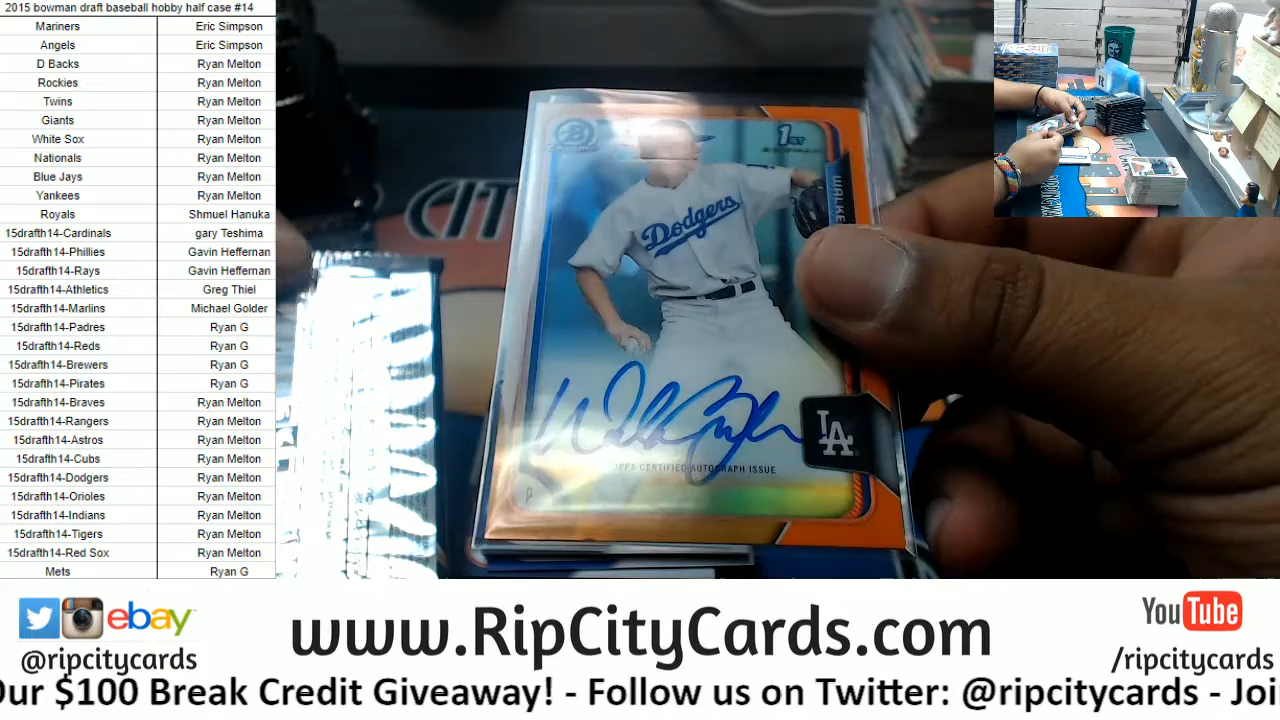 2015 bowman draft baseball hobby half case #14
Mariners Eric Simpson
Angels Eric Simpson
D Backs Ryan Melton
Rockies Ryan Melton
Twins Ryan Melton
Giants Ryan Melton
White Sox Ryan Melton
Nationals Ryan Melton
Blue Jays Ryan Melton
Yankees Ryan Melton
Royals Shmuel Hanuka
15drafth14-Cardinals gary Teshima
15drafth14-Phillies Gavin Heffernan
15drafth14-Rays Gavin Heffernan
15drafth14-Athletics Greg Thiel
15drafth14-Marlins Michael Golder
15drafth14-Padres Ryan G
15drafth14-Reds Ryan G
15drafth14-Brewers Ryan G
15drafth14-Pirates Ryan G
15drafth14-Braves Ryan Melton
15drafth14-Rangers Ryan Melton
15drafth14-Astros Ryan Melton
15drafth14-Cubs Ryan Melton
15drafth14-Dodgers Ryan Melton
15drafth14-Orioles Ryan Melton
15drafth14-Indians Ryan Melton
15drafth14-Tigers Ryan Melton
15drafth14-Red Sox Ryan Melton
Mets Ryan G
CIT
B
1ST
WALKE
Dodgers
LA
TOPPS CERTIFIED AUTOGRAPH ISSUE
P
ebay
@ripcitycards
www.RipCityCards.com
YouTube
/ripcitycards
Our $100 Break Credit Giveaway! - Follow us on Twitter: @ripcitycards - Joi